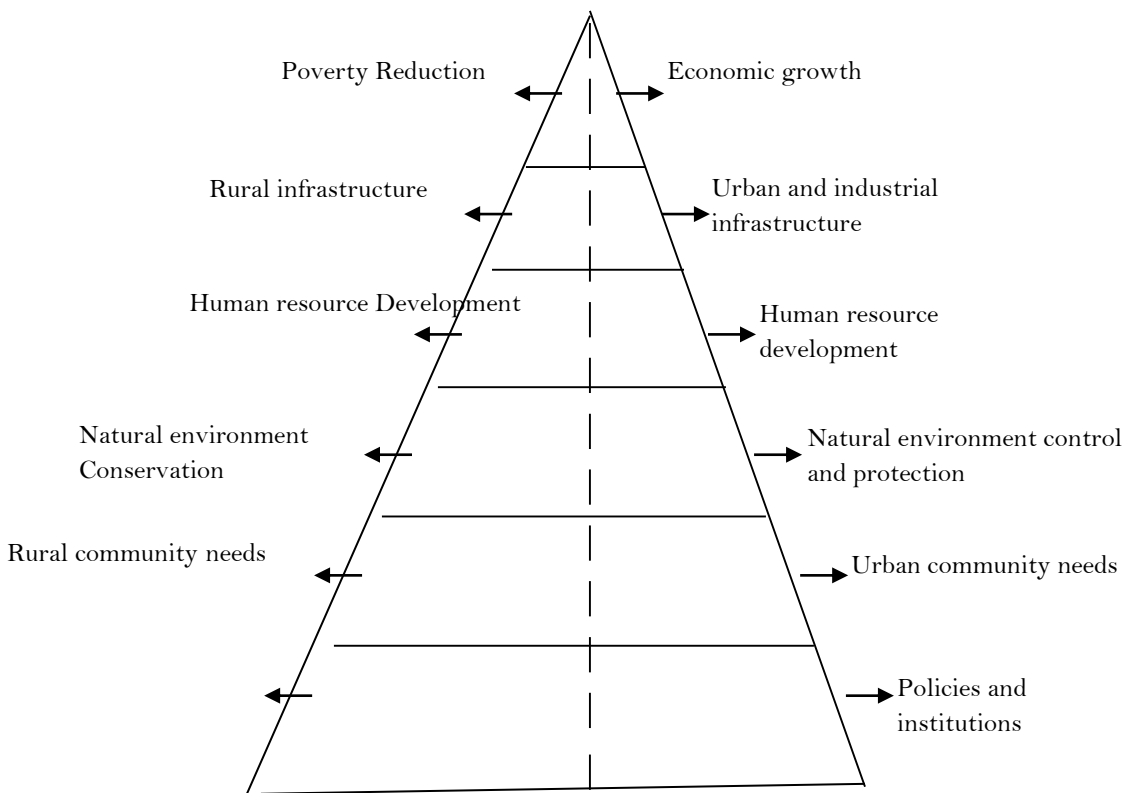 Poverty Reduction
Economic growth
Rural infrastructure
Urban and industrial
infrastructure
Human resource Development
Human resource
development
Natural environment
Conservation
Natural environment control
and protection
Rural community needs
Urban community needs
Policies and
institutions